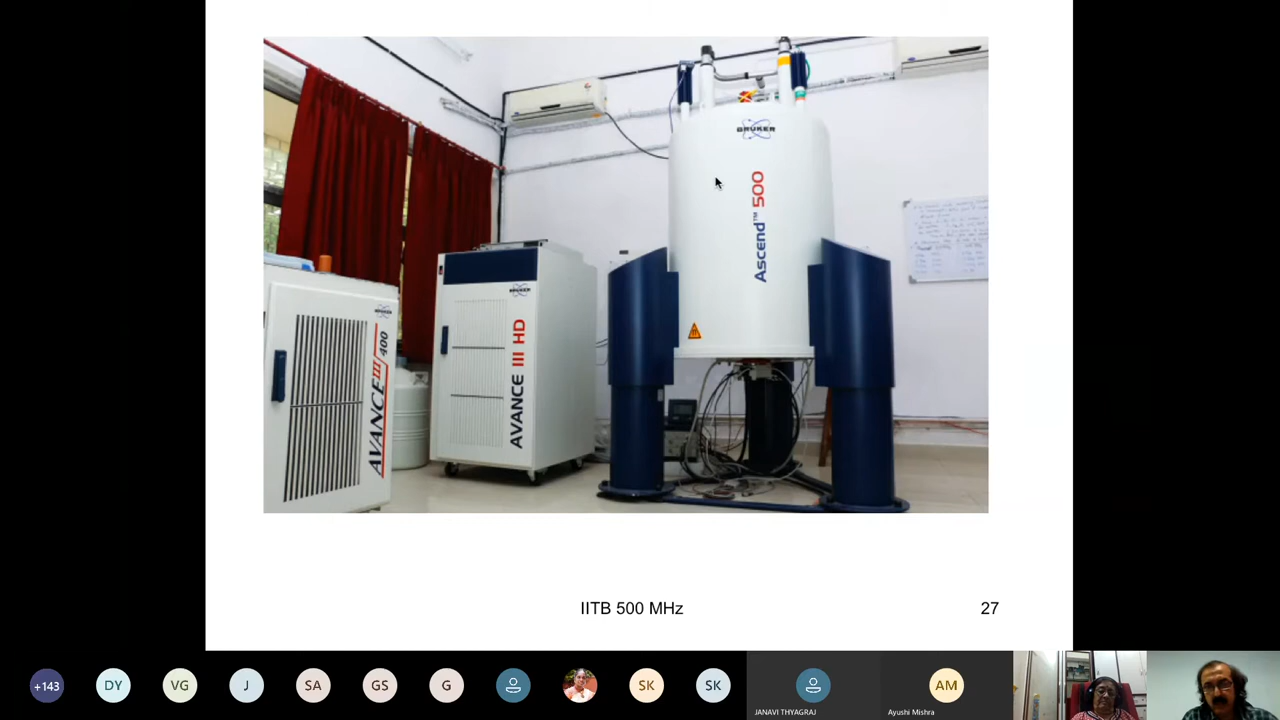 BRUKER
Ascend™ 500
BRUKER
AVANCE III HD
BRUKER
AVANCE III 400
IITB 500 MHz
27
+143
DY
VG
J
SA
GS
G
SK
SK
JANAVI THYAGRAJ
AM
Ayushi Mishra